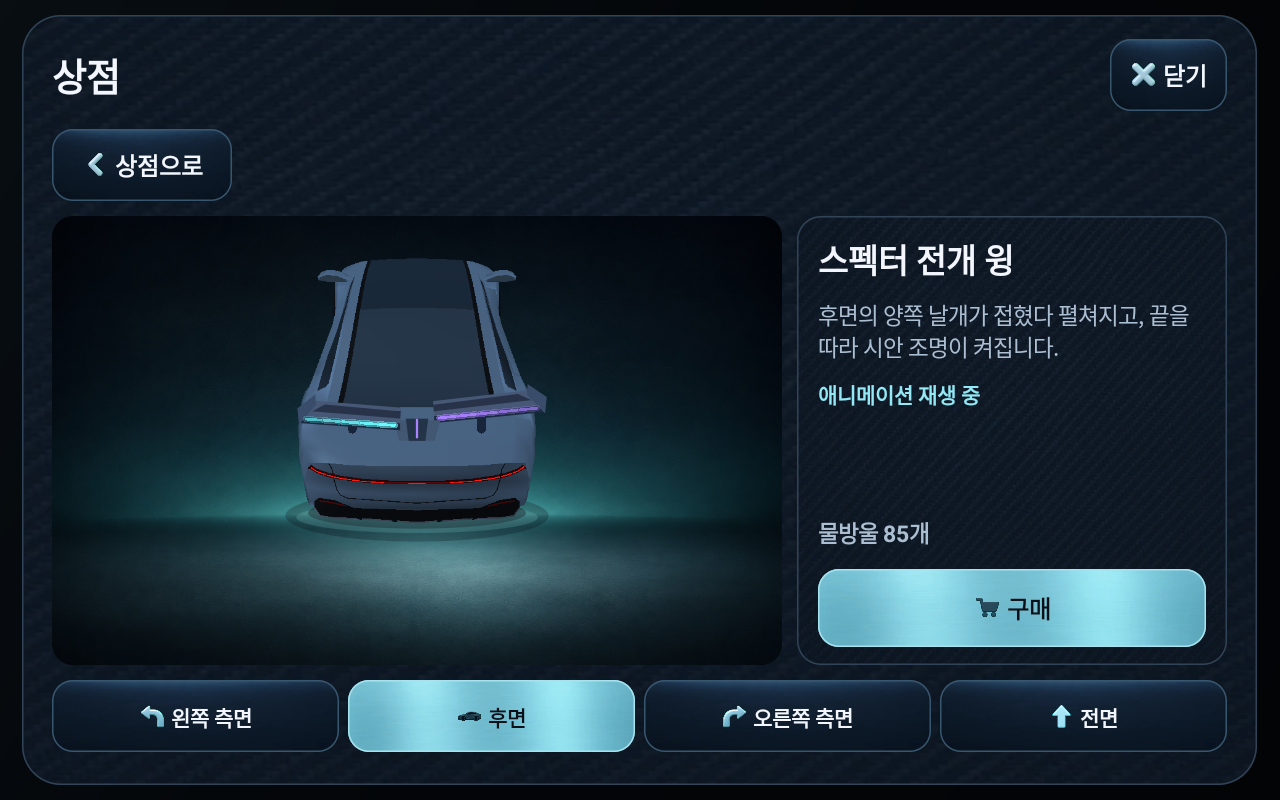 상점
닫기
상점으로
스펙터 전개 윙
후면의 양쪽 날개가 접혔다 펼쳐지고, 끝을
따라 시안 조명이 켜집니다.
애니메이션 재생 중
물방울 85개
구매
왼쪽 측면
후면
오른쪽 측면
전면